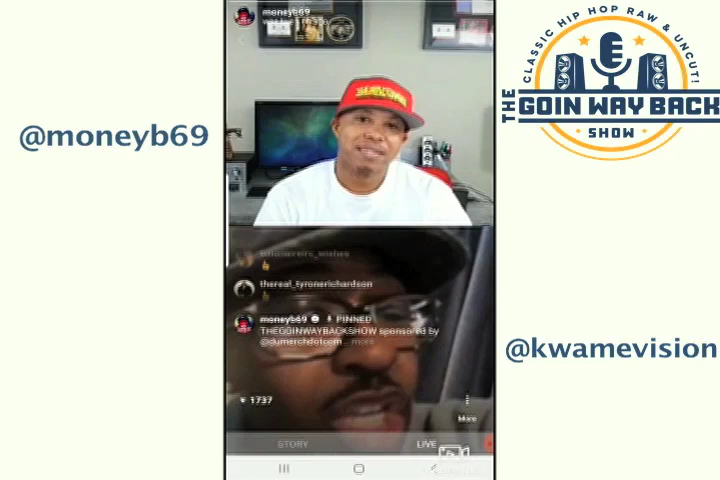 moneyb69
@moneyb69
CLASSIC HIP HOP RAW & UNCUT!
THE
GOIN WAY BACK
SHOW
thereal_tyronerichardson
moneyb69 PINNED
THEGOINWAYBACKSHOW sponsored by
@dumerchdotcom... more
@kwamevision
1737
More
STORY
LIVE